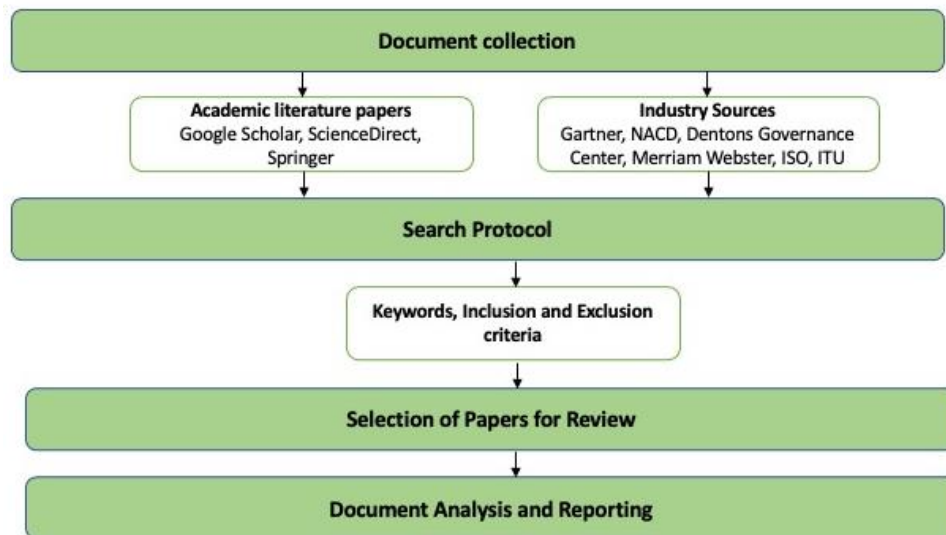 Document collection
Academic literature papers
Google Scholar, ScienceDirect,
Springer
Industry Sources
Gartner, NACD, Dentons Governance
Center, Merriam Webster, ISO, ITU
Search Protocol
Keywords, Inclusion and Exclusion
criteria
Selection of Papers for Review
Document Analysis and Reporting